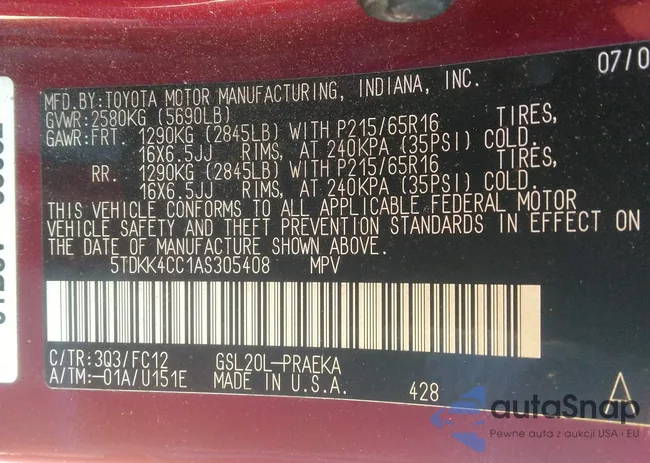 07/0
MFD.BY:TOYOTA MOTOR MANUFACTURING, INDIANA, INC.
GVWR:2580KG (5690LB)
GAWR:FRT. 1290KG (2845LB) WITH P215/65R16 TIRES,
16X6.5JJ RIMS, AT 240KPA (35PSI) COLD.
RR. 1290KG (2845LB) WITH P215/65R16 TIRES,
16X6.5JJ RIMS, AT 240KPA (35PSI) COLD.
THIS VEHICLE CONFORMS TO ALL APPLICABLE FEDERAL MOTOR
VEHICLE SAFETY AND THEFT PREVENTION STANDARDS IN EFFECT ON
THE DATE OF MANUFACTURE SHOWN ABOVE.
5TDKK4CC1AS305408 MPV
C/TR:3Q3/FC12 GSL20L-PRAEKA
A/TM:-01A/U151E MADE IN U.S.A. 428
autaSnap
Pewne auta z aukcji USA - EU